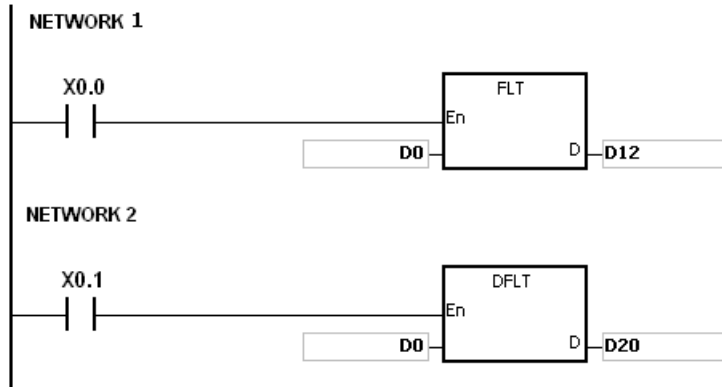 NETWORK 1
X0.0
FLT
En
D0 D D12
NETWORK 2
X0.1
DFLT
En
D0 D D20